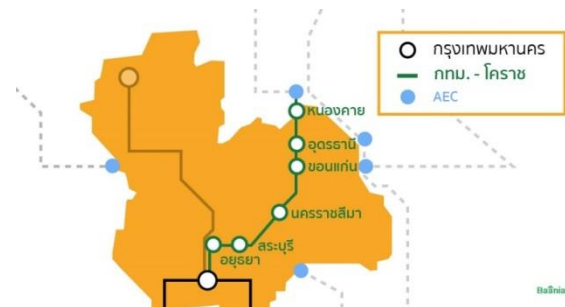 กรุงเทพมหานคร
กทม. - โคราช
AEC
หนองคาย
อุดรธานี
ขอนแก่น
นครราชสีมา
สระบุรี
อยุธยา
Baania